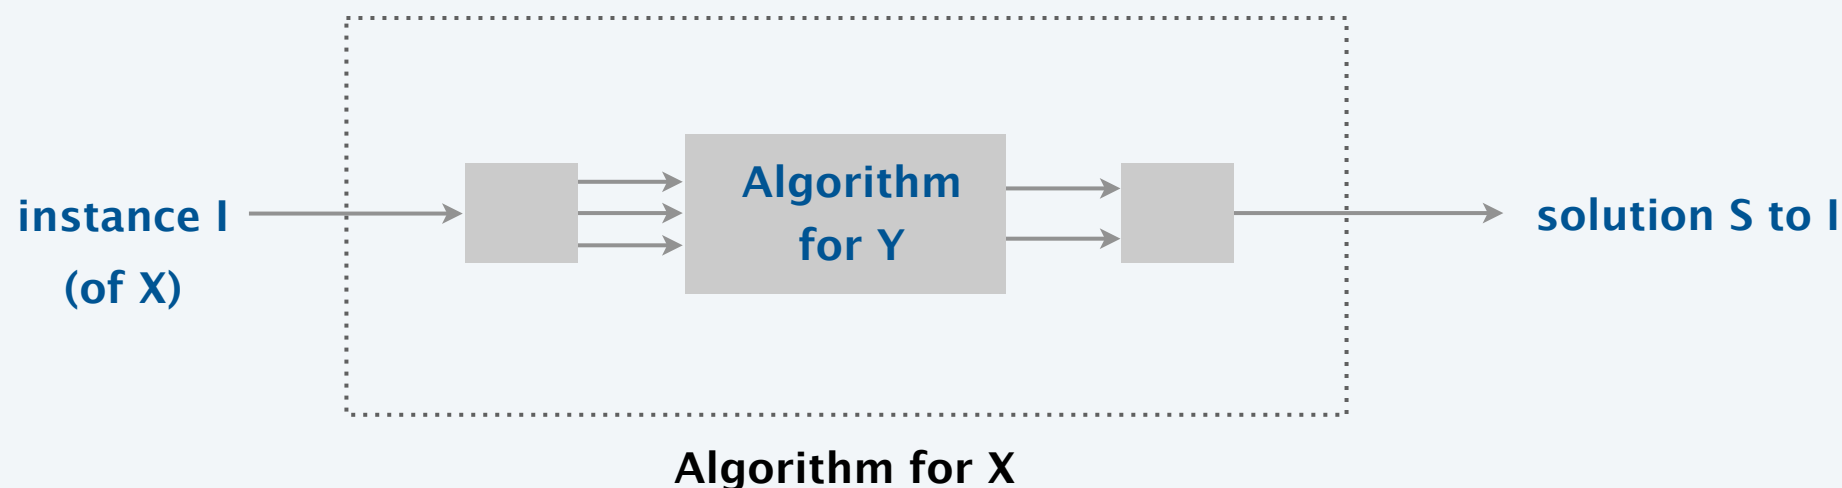 instance I
(of X)
Algorithm
for Y
solution S to I
Algorithm for X